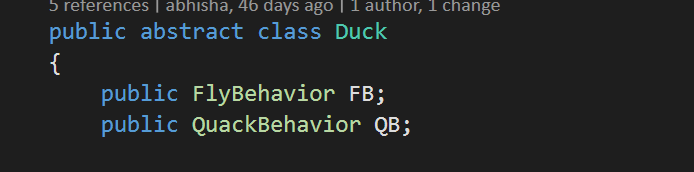 5 references | abhisha, 46 days ago | 1 author, 1 change
public abstract class Duck
{
public FlyBehavior FB;
public QuackBehavior QB;